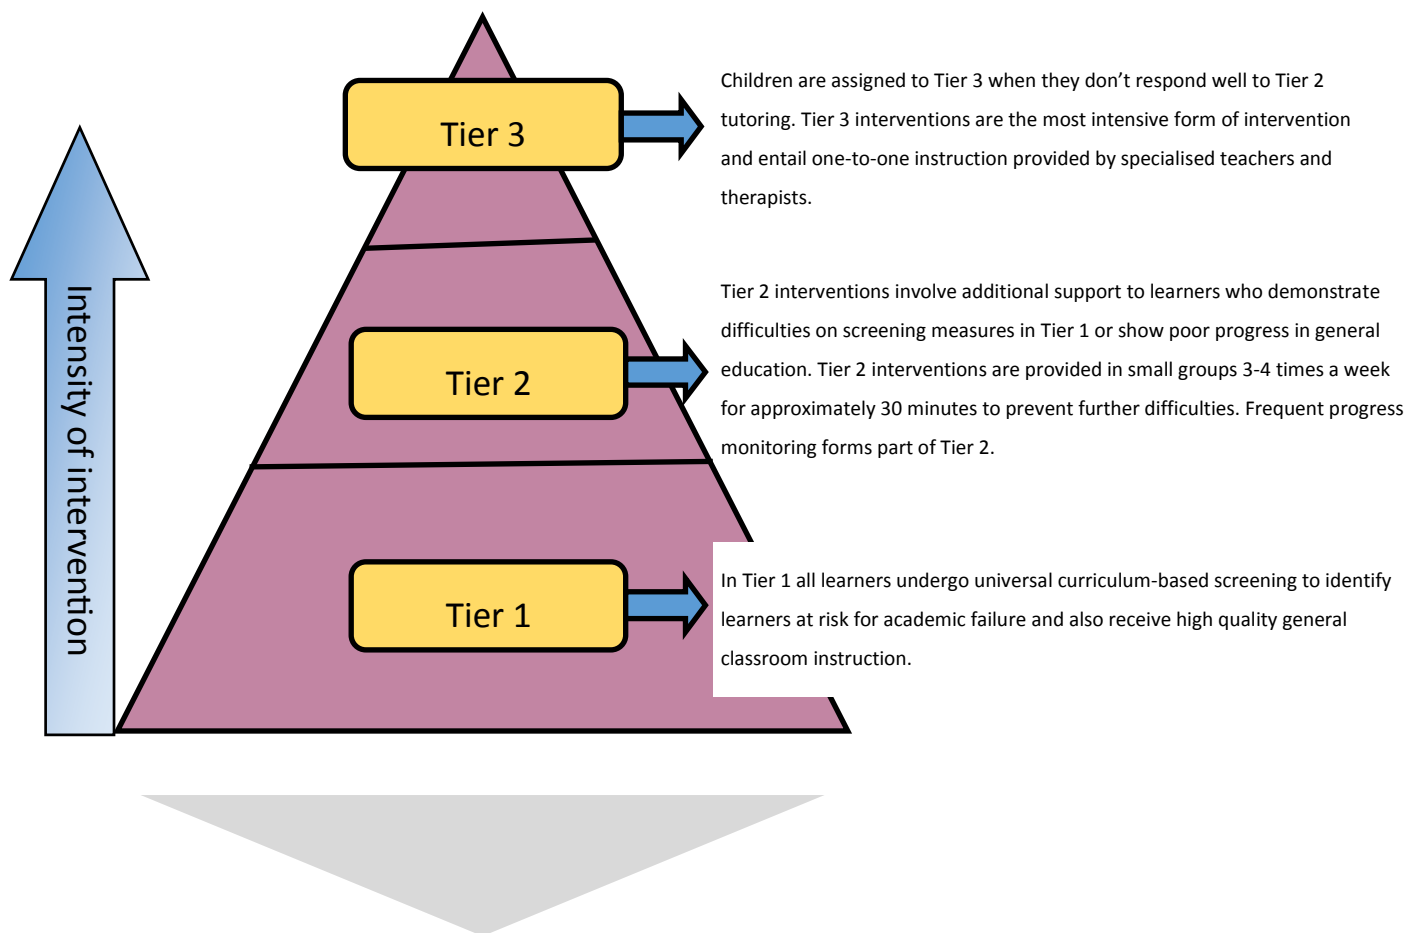 Tier 3
Children are assigned to Tier 3 when they don’t respond well to Tier 2
tutoring. Tier 3 interventions are the most intensive form of intervention
and entail one-to-one instruction provided by specialised teachers and
therapists.
Intensity of intervention
Tier 2
Tier 2 interventions involve additional support to learners who demonstrate
difficulties on screening measures in Tier 1 or show poor progress in general
education. Tier 2 interventions are provided in small groups 3-4 times a week
for approximately 30 minutes to prevent further difficulties. Frequent progress
monitoring forms part of Tier 2.
Tier 1
In Tier 1 all learners undergo universal curriculum-based screening to identify
learners at risk for academic failure and also receive high quality general
classroom instruction.